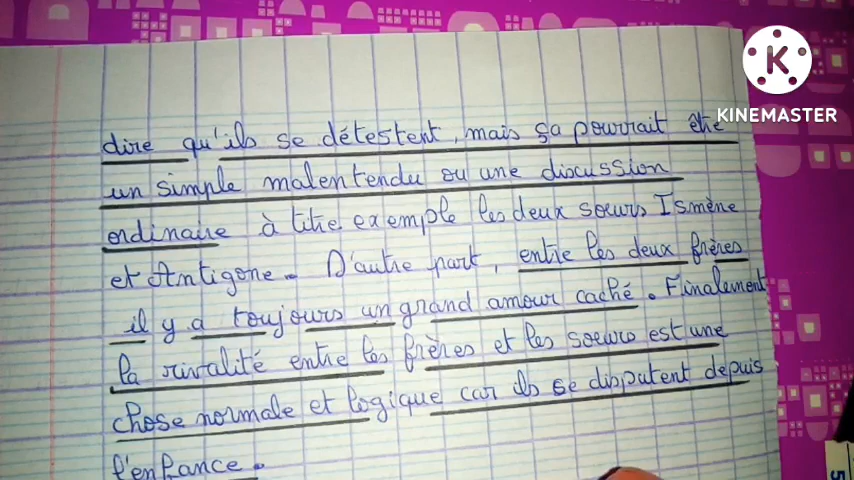 KINEMASTER
dire qu'ils se détestent, mais ça pourrait être
un simple malentendu ou une discussion
ordinaire à titre exemple les deux soeurs Ismène
et Antigone. D'autre part, entre les deux frères
il y a toujours un grand amour caché. Finalement
la rivalité entre les frères et les soeurs est une
chose normale et logique car ils se disputent depuis
l'enfance.
5